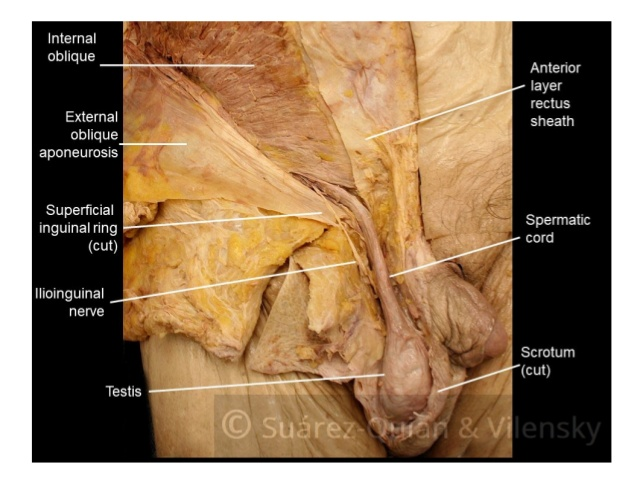 Internal
oblique
External
oblique
aponeurosis
Superficial
inguinal ring
(cut)
Ilioinguinal
nerve
Testis
Anterior
layer
rectus
sheath
Spermatic
cord
Scrotum
(cut)
© Suárez-Quian & Vilensky